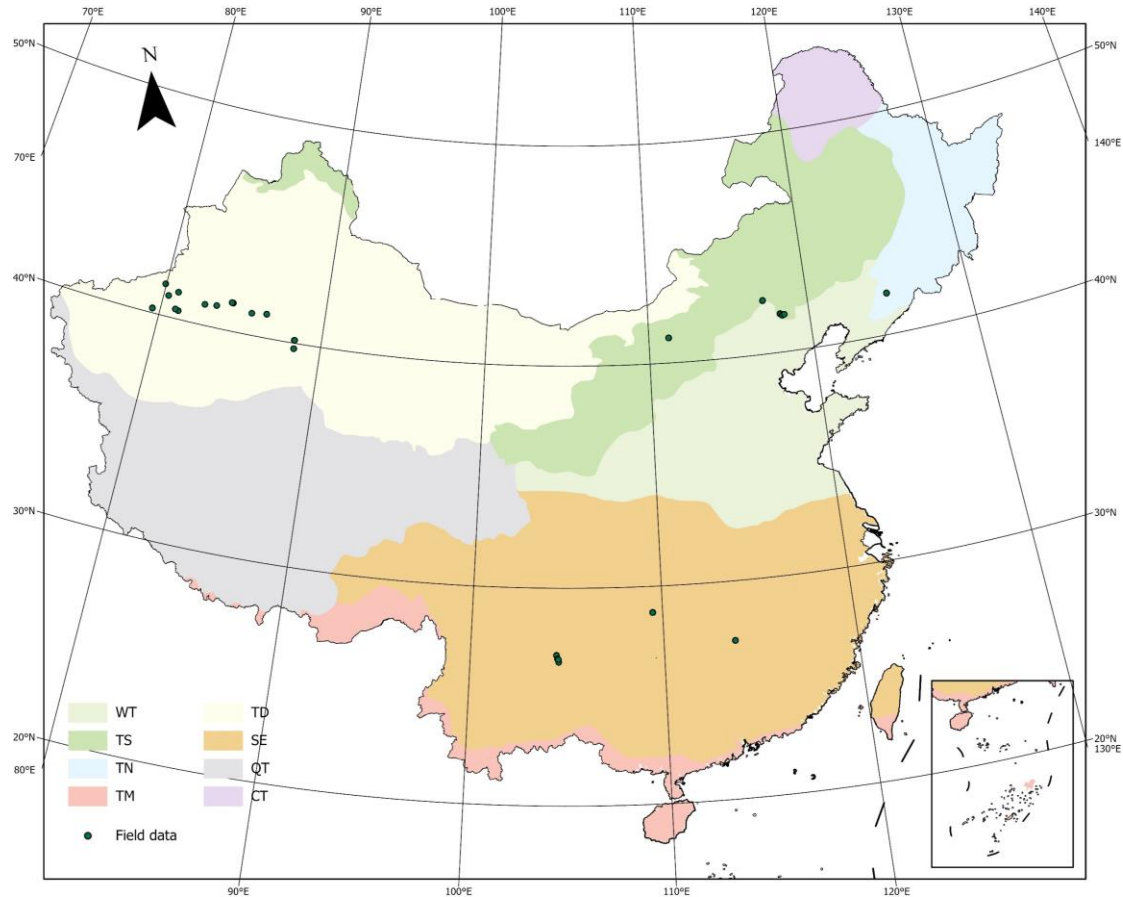 70°E 80°E 90°E 100°E 110°E 120°E 130°E 140°E
50°N 50°N
N
70°E 140°E
40°N 40°N
30°N 30°N
20°N 20°N
80°E 130°E
WT TD
TS SE
TN QT
TM CT
Field data
90°E 100°E 110°E 120°E